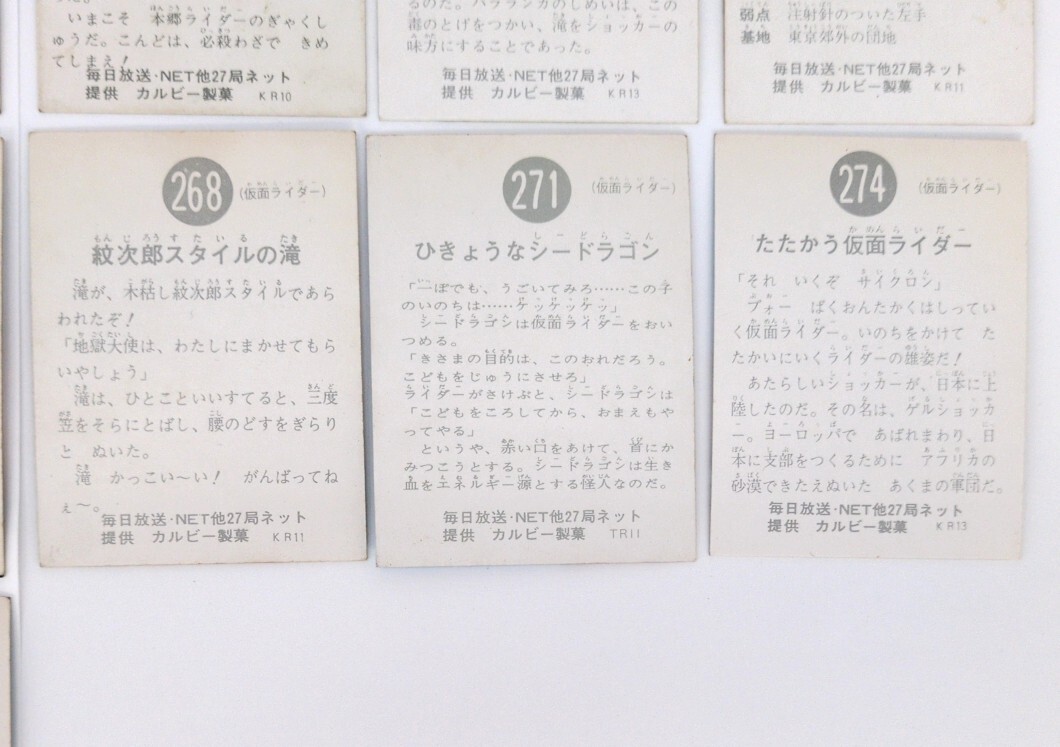 いまこそ 本郷ライダーのぎゃくし
ゅうだ。こんどは、必殺わざで きめ
てしまえ!
毎日放送・NET他27局ネット
提供 カルビー製菓 KR10
るのだ。バラランガのしめいは、この
毒のとげをつかい、滝をショッカーの
味方にすることであった。
毎日放送・NET他27局ネット
提供 カルビー製菓 KR13
弱点 注射針のついた左手
基地 東京郊外の団地
毎日放送・NET他27局ネット
提供 カルビー製菓 KR11
268 (仮面ライダー)
紋次郎スタイルの滝
滝が、木枯し紋次郎スタイルであら
われたぞ!
「地獄大使は、わたしにまかせてもら
いやしょう」
滝は、ひとこといいすてると、三度
笠をそらにとばし、腰のどすをぎらり
と ぬいた。
滝 かっこい〜い! がんばってね
ぇ〜。
毎日放送・NET他27局ネット
提供 カルビー製菓 KR11
271 (仮面ライダー)
ひきょうなシードラゴン
「一ぽでも、うごいてみろ……この子
のいのちは……ケッケッケッ」
シードラゴンは仮面ライダーをおい
つめる。
「きさまの目的は、このおれだろう。
こどもをじゅうにさせろ」
ライダーがさけぶと、シードラゴンは
「こどもをころしてから、おまえもや
ってやる」
というや、赤い口をあけて、首にか
みつこうとする。シードラゴンは生き
血をエネルギー源とする怪人なのだ。
毎日放送・NET他27局ネット
提供 カルビー製菓 TR11
274 (仮面ライダー)
たたかう仮面ライダー
「それ いくぞ サイクロン」
ブォー ばくおんたかくはしってい
く仮面ライダー。いのちをかけて た
たかいにいくライダーの雄姿だ!
あたらしいショッカーが、日本に上
陸したのだ。その名は、ゲルショッカ
ー。ヨーロッパで あばれまわり、日
本に支部をつくるために アフリカの
砂漠できたえぬいた あくまの軍団だ。
毎日放送・NET他27局ネット
提供 カルビー製菓 KR13